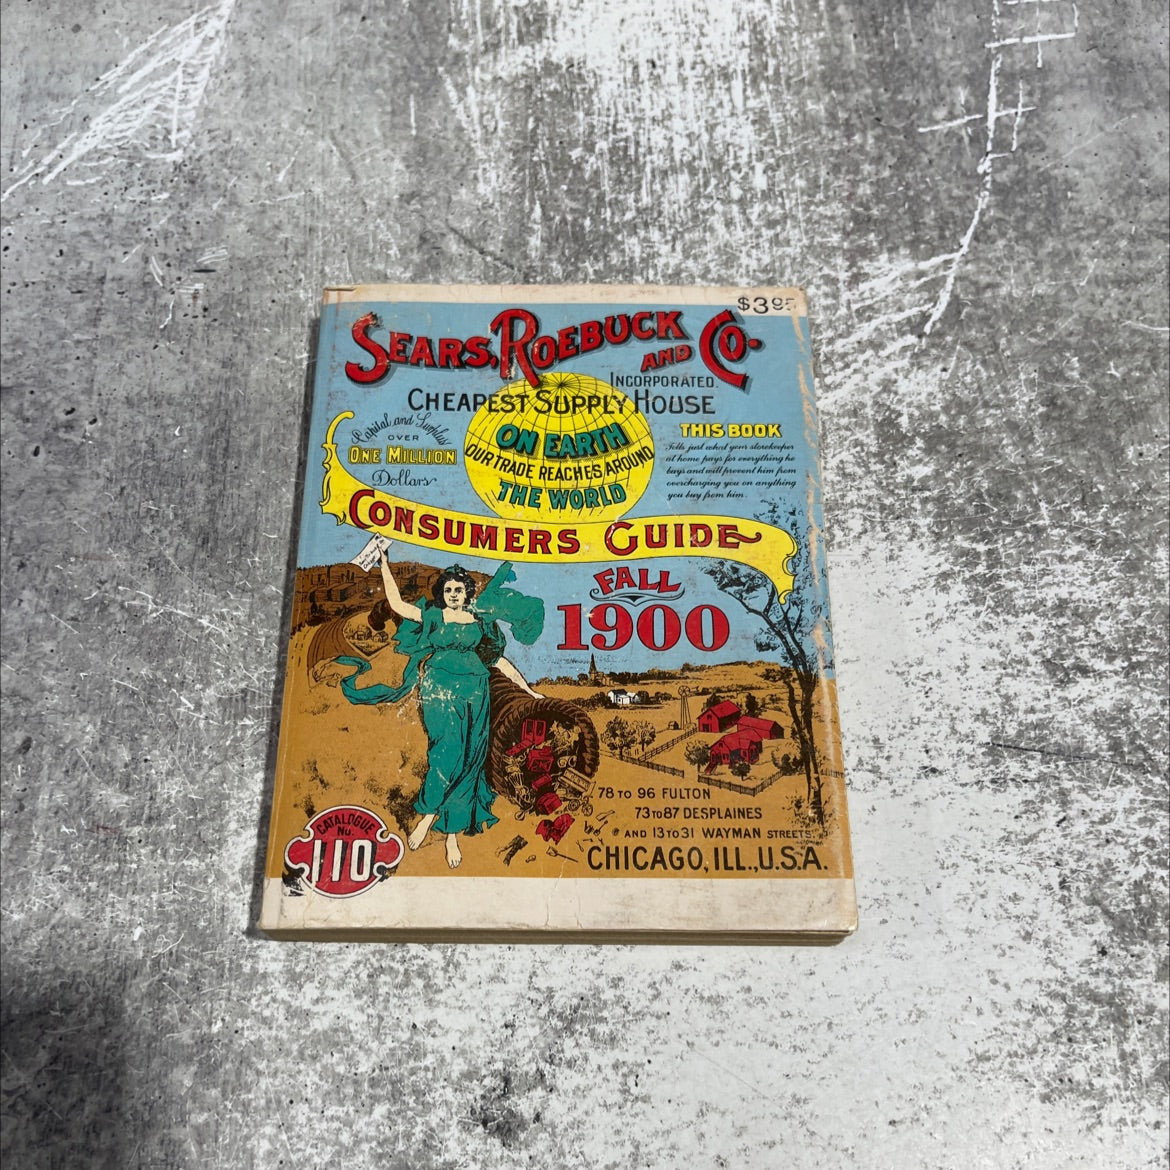 $3.95
SEARS, ROEBUCK AND CO.
INCORPORATED.
CHEAPEST SUPPLY HOUSE
ON EARTH
OUR TRADE REACHES AROUND
THE WORLD
Capital and Surplus
OVER
ONE MILLION
Dollars
THIS BOOK
Tells just what your storekeeper
at home pays for everything he
buys and will prevent him from
overcharging you on anything
you buy from him.
CONSUMERS GUIDE
FALL
1900
78 TO 96 FULTON
73 TO 87 DESPLAINES
AND 13 TO 31 WAYMAN STREETS.
CHICAGO, ILL., U.S.A.
CATALOGUE
No.
110